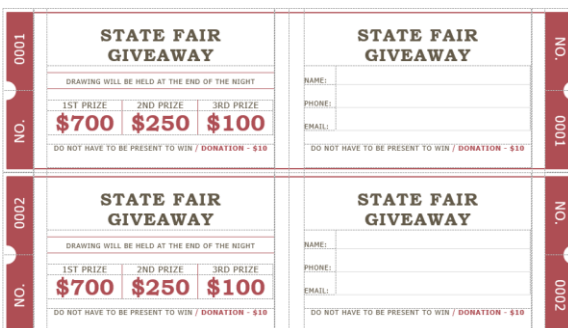 0001
NO.
STATE FAIR
GIVEAWAY
DRAWING WILL BE HELD AT THE END OF THE NIGHT
1ST PRIZE 2ND PRIZE 3RD PRIZE
$700 $250 $100
DO NOT HAVE TO BE PRESENT TO WIN / DONATION - $10
STATE FAIR
GIVEAWAY
NAME:
PHONE:
EMAIL:
DO NOT HAVE TO BE PRESENT TO WIN / DONATION - $10
NO.
0001
0002
NO.
STATE FAIR
GIVEAWAY
DRAWING WILL BE HELD AT THE END OF THE NIGHT
1ST PRIZE 2ND PRIZE 3RD PRIZE
$700 $250 $100
DO NOT HAVE TO BE PRESENT TO WIN / DONATION - $10
STATE FAIR
GIVEAWAY
NAME:
PHONE:
EMAIL:
DO NOT HAVE TO BE PRESENT TO WIN / DONATION - $10
NO.
0002